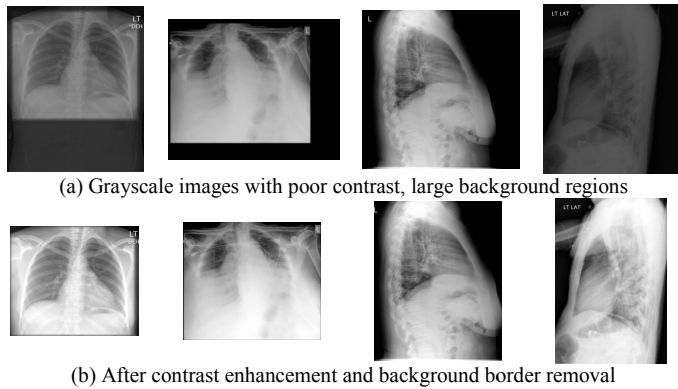 LT
L
L
LT LAT
(a) Grayscale images with poor contrast, large background regions
LT
L
L
LT LAT
(b) After contrast enhancement and background border removal